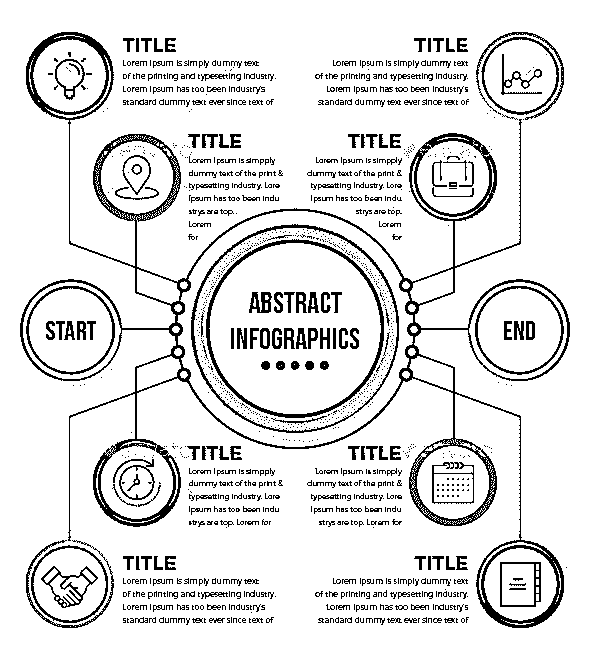 TITLE
Lorem Ipsum is simply dummy text
of the printing and typesetting industry.
Lorem Ipsum has too been industry's
standard dummy text ever since text of
TITLE
Lorem Ipsum is simply dummy text
of the printing and typesetting industry.
Lorem Ipsum has too been industry's
standard dummy text ever since text of
TITLE
Lorem Ipsum is simpply
dummy text of the print &
typesetting industry. Lore
Ipsum has too been indu
strys are top.
Lorem
for
TITLE
Lorem Ipsum is simpply
dummy text of the print &
typesetting industry. Lore
Ipsum has too been indu
strys are top.
Lorem
for
START
ABSTRACT
INFOGRAPHICS
END
TITLE
Lorem Ipsum is simpply
dummy text of the print &
typesetting industry. Lore
Ipsum has too been indu
strys are top. Lorem for
TITLE
Lorem Ipsum is simpply
dummy text of the print &
typesetting industry. Lore
Ipsum has too been indu
strys are top. Lorem for
TITLE
Lorem Ipsum is simply dummy text
of the printing and typesetting industry.
Lorem Ipsum has too been industry's
standard dummy text ever since text of
TITLE
Lorem Ipsum is simply dummy text
of the printing and typesetting industry.
Lorem Ipsum has too been industry's
standard dummy text ever since text of